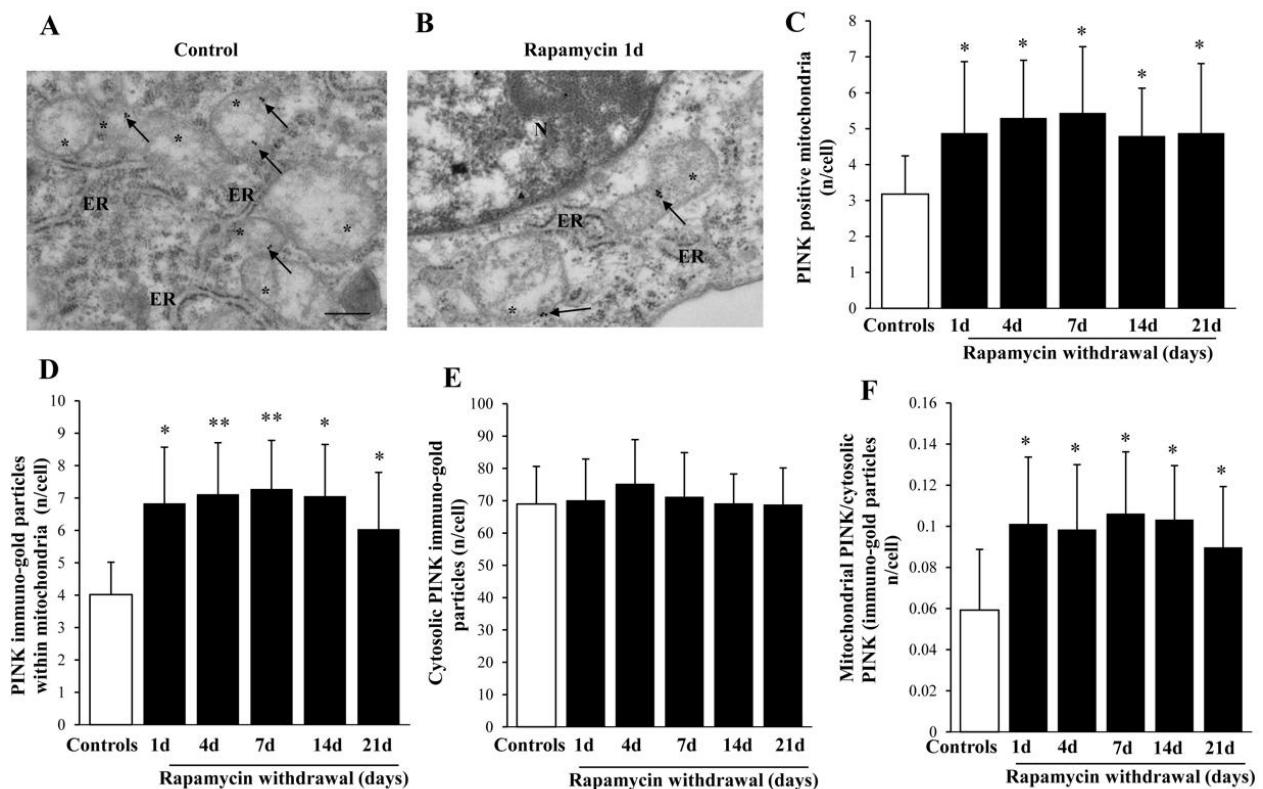 A
Control
*
*
*
*
*
*
*
*
ER
ER
ER
B
Rapamycin 1d
N
*
ER
ER
*
C
PINK positive mitochondria
(n/cell)
8
7
6
5
4
3
2
1
0
*
*
*
*
*
Controls 1d 4d 7d 14d 21d
Rapamycin withdrawal (days)
D
PINK immuno-gold particles
within mitochondria (n/cell)
10
9
8
7
6
5
4
3
2
1
0
*
**
**
*
*
Controls 1d 4d 7d 14d 21d
Rapamycin withdrawal (days)
E
Cytosolic PINK immuno-gold
particles (n/cell)
100
90
80
70
60
50
40
30
20
10
0
Controls 1d 4d 7d 14d 21d
Rapamycin withdrawal (days)
F
Mitochondrial PINK/cytosolic
PINK (immuno-gold particles
n/cell)
0.16
0.14
0.12
0.1
0.08
0.06
0.04
0.02
0
*
*
*
*
*
Controls 1d 4d 7d 14d 21d
Rapamycin withdrawal (days)